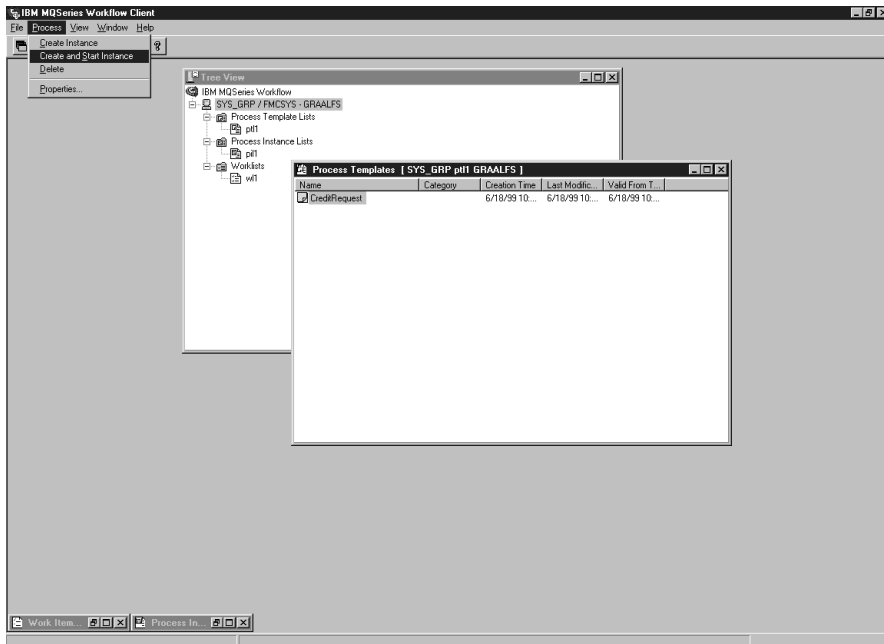 IBM MQSeries Workflow Client
File Process View Window Help
Create Instance
Create and Start Instance
Delete
Properties...
Tree View
IBM MQSeries Workflow
SYS_GRP / FMCSYS - GRAALFS
Process Template Lists
ptl1
Process Instance Lists
pil1
Worklists
wl1
Process Templates [ SYS_GRP ptl1 GRAALFS ]
Name Category Creation Time Last Modific... Valid From T...
CreditRequest 6/18/99 10:... 6/18/99 10:... 6/18/99 10:...
Work Item... Process In...